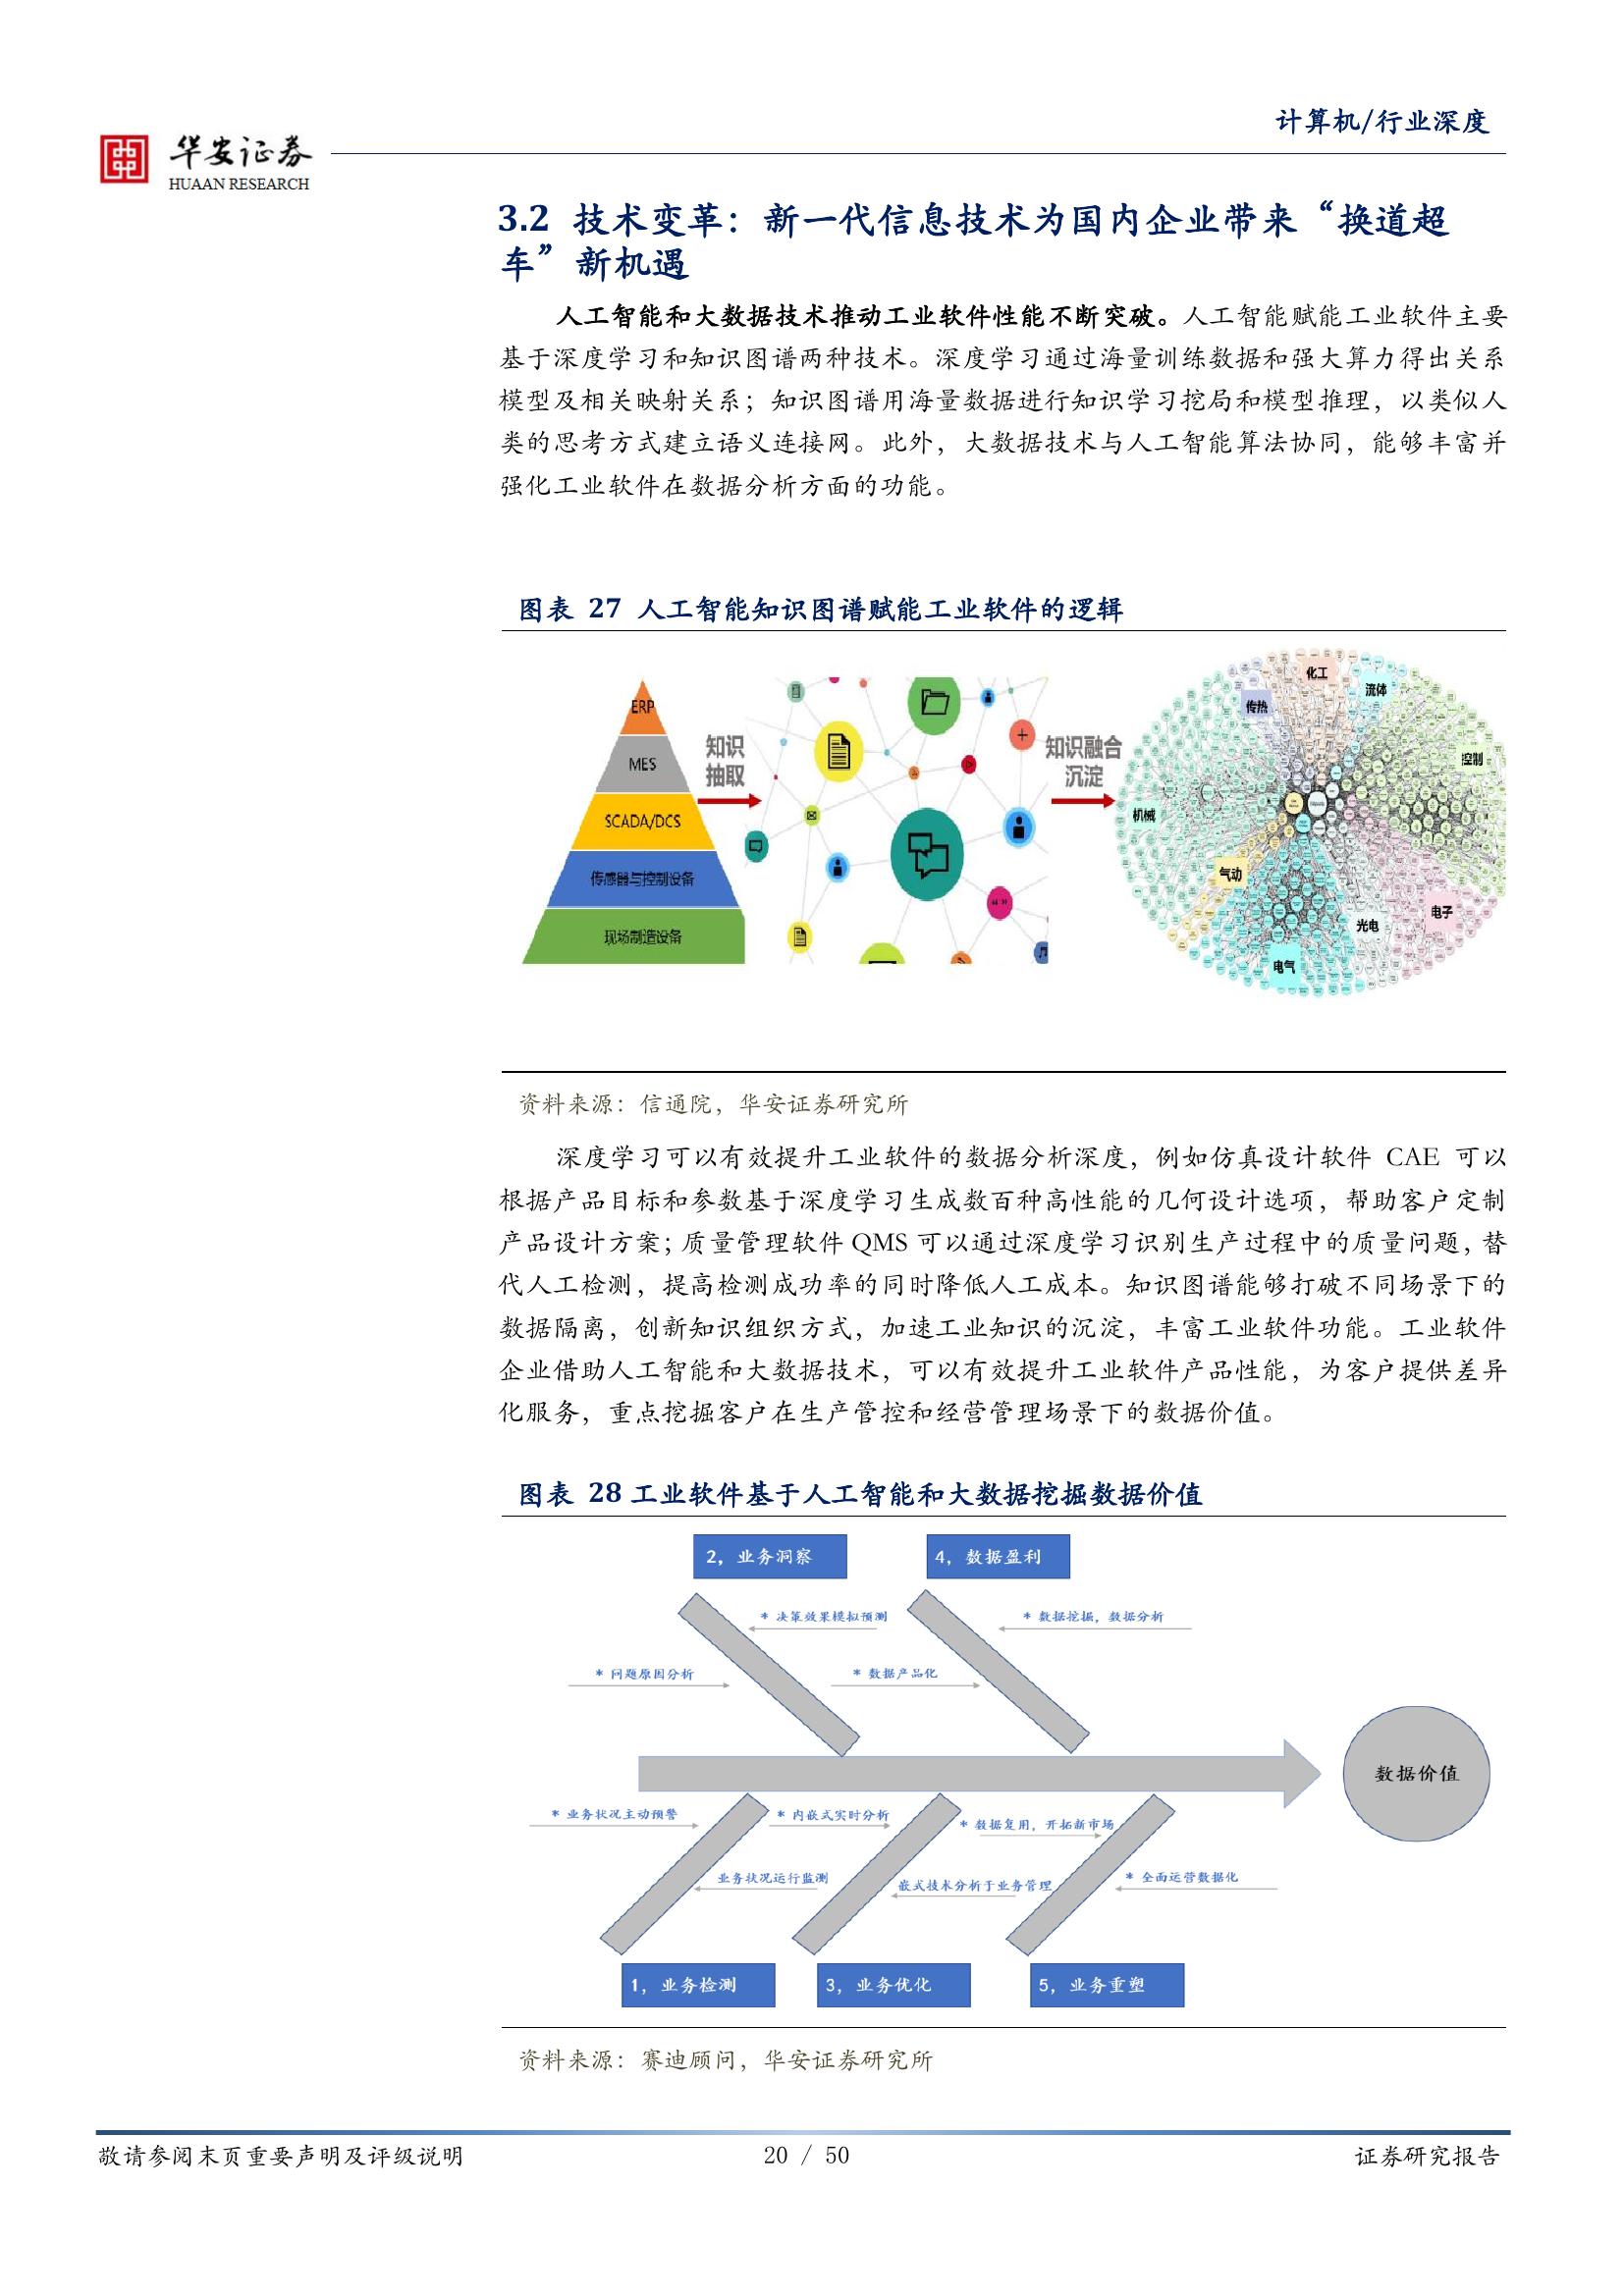 计算机/行业深度
华安证券
HUAAN RESEARCH
3.2 技术变革：新一代信息技术为国内企业带来“换道超
车”新机遇
人工智能和大数据技术推动工业软件性能不断突破。人工智能赋能工业软件主要
基于深度学习和知识图谱两种技术。深度学习通过海量训练数据和强大算力得出关系
模型及相关映射关系；知识图谱用海量数据进行知识学习挖局和模型推理，以类似人
类的思考方式建立语义连接网。此外，大数据技术与人工智能算法协同，能够丰富并
强化工业软件在数据分析方面的功能。
图表 27 人工智能知识图谱赋能工业软件的逻辑
ERP
MES
SCADA/DCS
传感器与控制设备
现场制造设备
知识
抽取
知识融合
沉淀
化工
流体
传热
控制
机械
气动
电子
光电
电气
资料来源：信通院，华安证券研究所
深度学习可以有效提升工业软件的数据分析深度，例如仿真设计软件 CAE 可以
根据产品目标和参数基于深度学习生成数百种高性能的几何设计选项，帮助客户定制
产品设计方案；质量管理软件 QMS 可以通过深度学习识别生产过程中的质量问题，替
代人工检测，提高检测成功率的同时降低人工成本。知识图谱能够打破不同场景下的
数据隔离，创新知识组织方式，加速工业知识的沉淀，丰富工业软件功能。工业软件
企业借助人工智能和大数据技术，可以有效提升工业软件产品性能，为客户提供差异
化服务，重点挖掘客户在生产管控和经营管理场景下的数据价值。
图表 28 工业软件基于人工智能和大数据挖掘数据价值
2，业务洞察
4，数据盈利
* 决策效果模拟预测
* 数据挖掘，数据分析
* 问题原因分析
* 数据产品化
数据价值
* 业务状况主动预警
* 内嵌式实时分析
* 数据复用，开拓新市场
业务状况运行监测
嵌式技术分析于业务管理
* 全面运营数据化
1，业务检测
3，业务优化
5，业务重塑
资料来源：赛迪顾问，华安证券研究所
敬请参阅末页重要声明及评级说明
20 / 50
证券研究报告